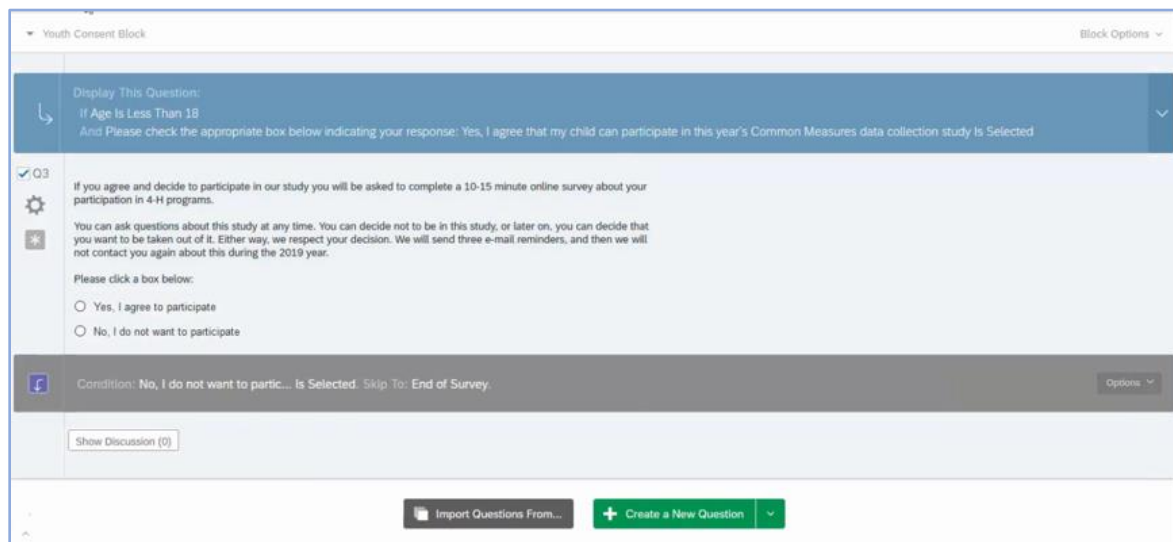 Youth Consent Block
Block Options
Display This Question:
If Age Is Less Than 18
And Please check the appropriate box below indicating your response: Yes, I agree that my child can participate in this year's Common Measures data collection study Is Selected
Q3
If you agree and decide to participate in our study you will be asked to complete a 10-15 minute online survey about your
participation in 4-H programs.
You can ask questions about this study at any time. You can decide not to be in this study, or later on, you can decide that
you want to be taken out of it. Either way, we respect your decision. We will send three e-mail reminders, and then we will
not contact you again about this during the 2019 year.
Please click a box below:
Yes, I agree to participate
No, I do not want to participate
Condition: No, I do not want to partic... Is Selected. Skip To: End of Survey.
Options
Show Discussion (0)
Import Questions From...
Create a New Question